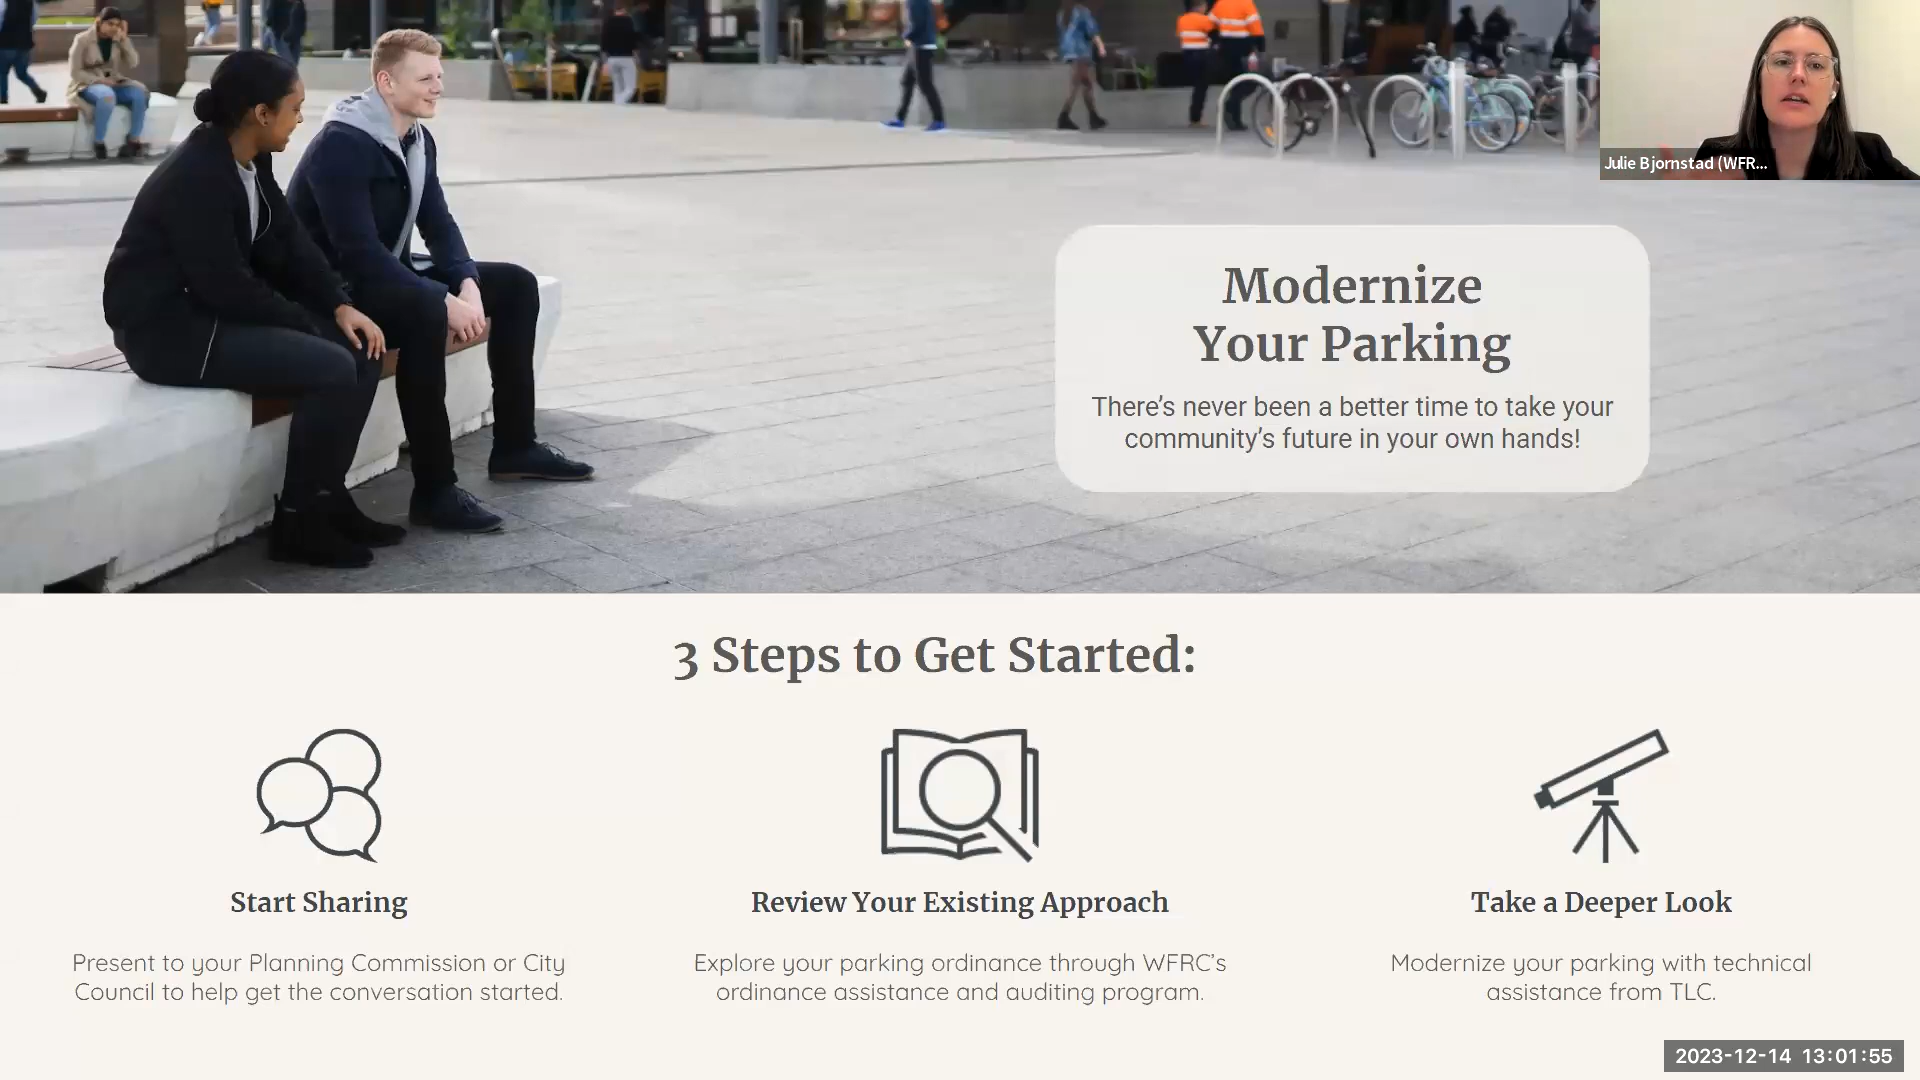 Julie Bjornstad (WFR...
Modernize
Your Parking
There's never been a better time to take your
community's future in your own hands!
3 Steps to Get Started:
Start Sharing
Present to your Planning Commission or City
Council to help get the conversation started.
Review Your Existing Approach
Explore your parking ordinance through WFRC's
ordinance assistance and auditing program.
Take a Deeper Look
Modernize your parking with technical
assistance from TLC.
2023-12-14 13:01:55